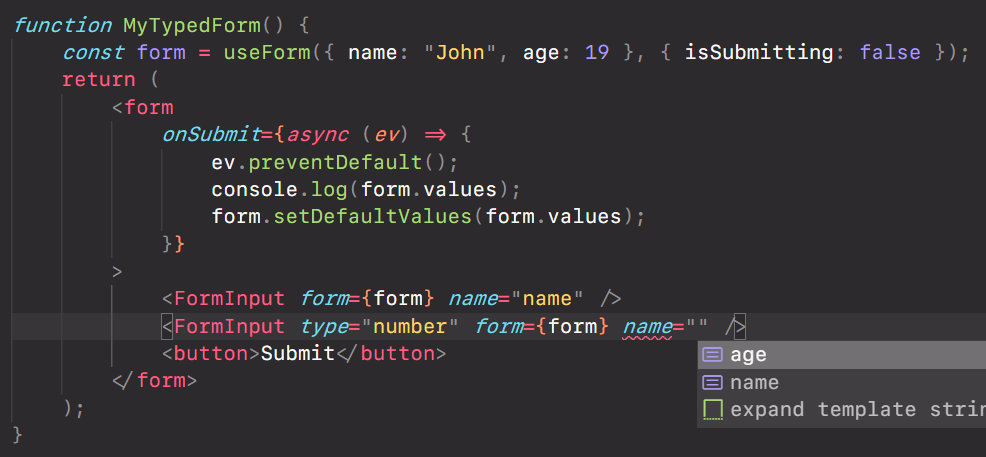 function MyTypedForm() {
    const form = useForm({ name: "John", age: 19 }, { isSubmitting: false });
    return (
        <form
            onSubmit={async (ev) => {
                ev.preventDefault();
                console.log(form.values);
                form.setDefaultValues(form.values);
            }}
        >
            <FormInput form={form} name="name" />
            <FormInput type="number" form={form} name="" />
            <button>Submit</button>
        </form>
    );
}
age
name
expand template strin